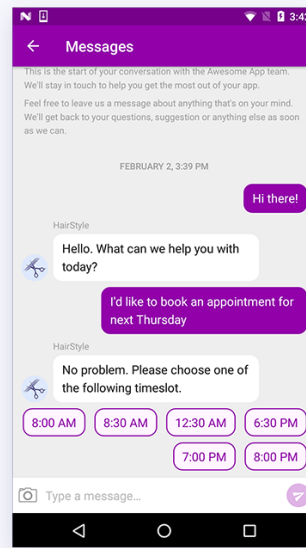 3:42
Messages
This is the start of your conversation with the Awesome App team.
We'll stay in touch to help you get the most out of your app.
Feel free to leave us a message about anything that's on your mind.
We'll get back to your questions, suggestion or anything else as soon
as we can.
FEBRUARY 2, 3:39 PM
Hi there!
HairStyle
Hello. What can we help you with
today?
I'd like to book an appointment for
next Thursday
HairStyle
No problem. Please choose one of
the following timeslot.
8:00 AM 8:30 AM 12:30 AM 6:30 PM
7:00 PM 8:00 PM
Type a message...